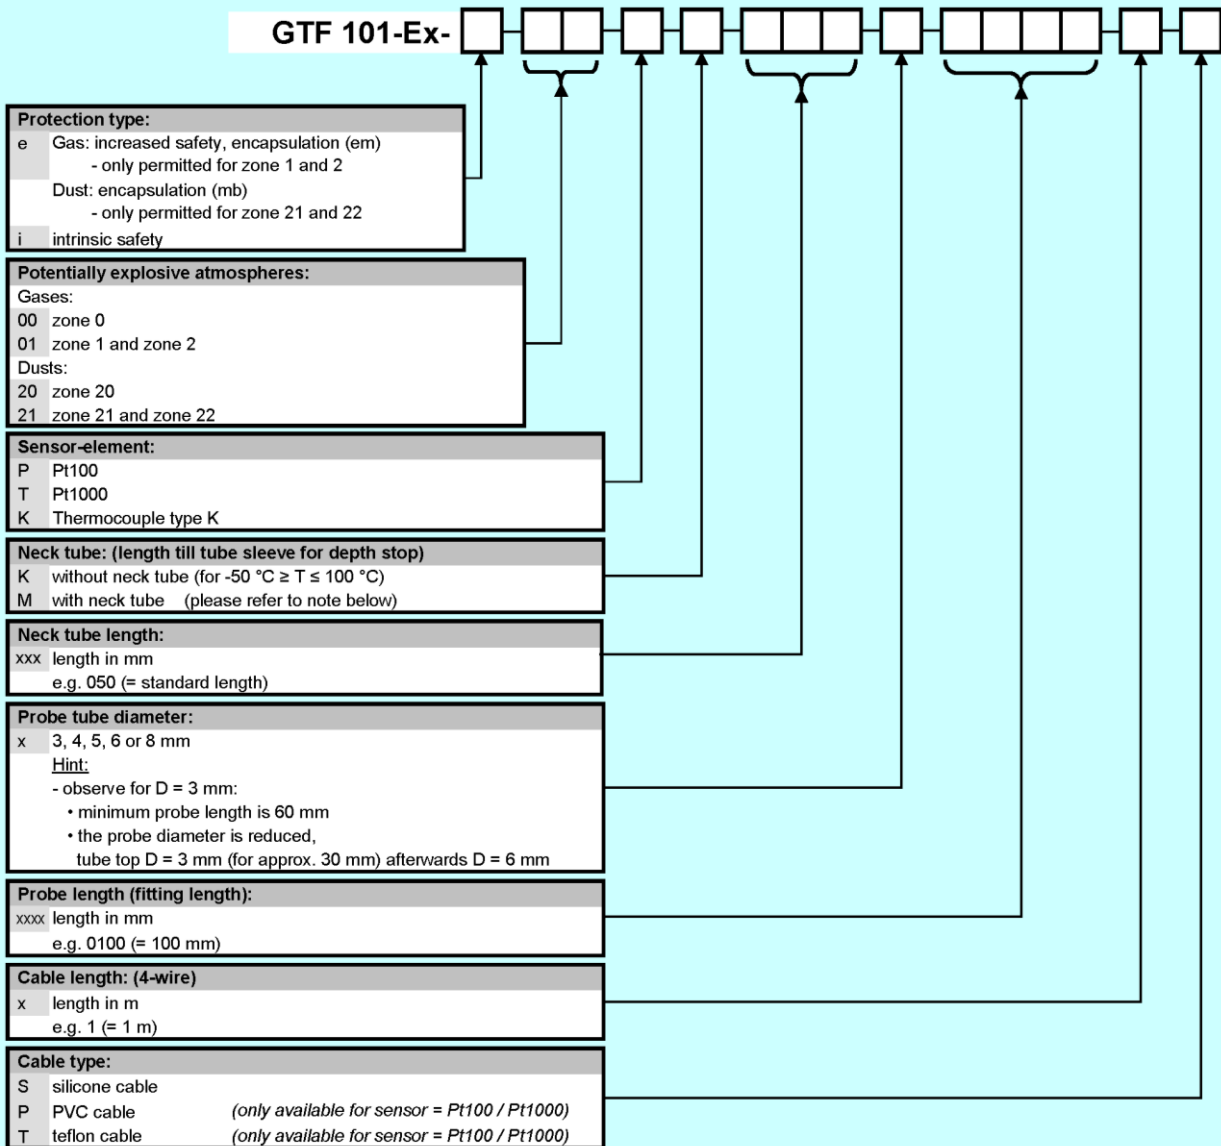 GTF 101-Ex-
Protection type:
e Gas: increased safety, encapsulation (em)
- only permitted for zone 1 and 2
Dust: encapsulation (mb)
- only permitted for zone 21 and 22
i intrinsic safety
Potentially explosive atmospheres:
Gases:
00 zone 0
01 zone 1 and zone 2
Dusts:
20 zone 20
21 zone 21 and zone 22
Sensor-element:
P Pt100
T Pt1000
K Thermocouple type K
Neck tube: (length till tube sleeve for depth stop)
K without neck tube (for -50 °C ≥ T ≤ 100 °C)
M with neck tube (please refer to note below)
Neck tube length:
xxx length in mm
e.g. 050 (= standard length)
Probe tube diameter:
x 3, 4, 5, 6 or 8 mm
Hint:
- observe for D = 3 mm:
• minimum probe length is 60 mm
• the probe diameter is reduced,
tube top D = 3 mm (for approx. 30 mm) afterwards D = 6 mm
Probe length (fitting length):
xxxx length in mm
e.g. 0100 (= 100 mm)
Cable length: (4-wire)
x length in m
e.g. 1 (= 1 m)
Cable type:
S silicone cable
P PVC cable (only available for sensor = Pt100 / Pt1000)
T teflon cable (only available for sensor = Pt100 / Pt1000)